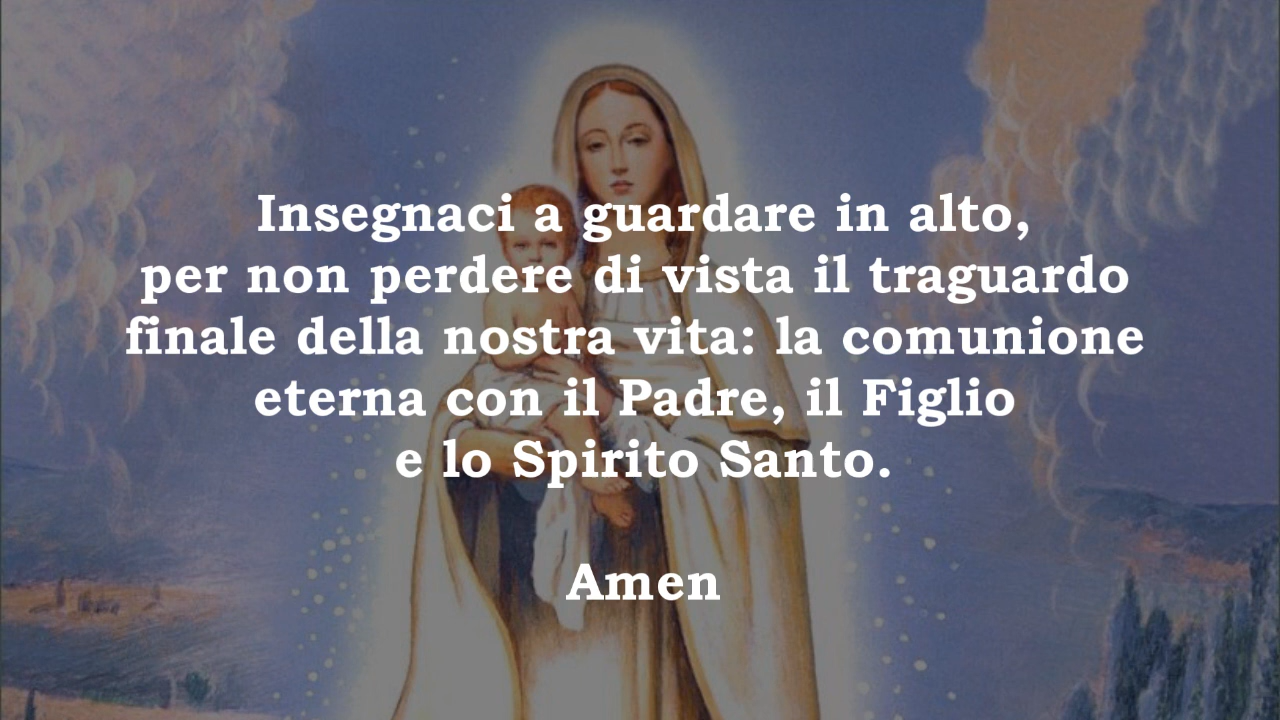 Insegnaci a guardare in alto,
per non perdere di vista il traguardo
finale della nostra vita: la comunione
eterna con il Padre, il Figlio
e lo Spirito Santo.
Amen